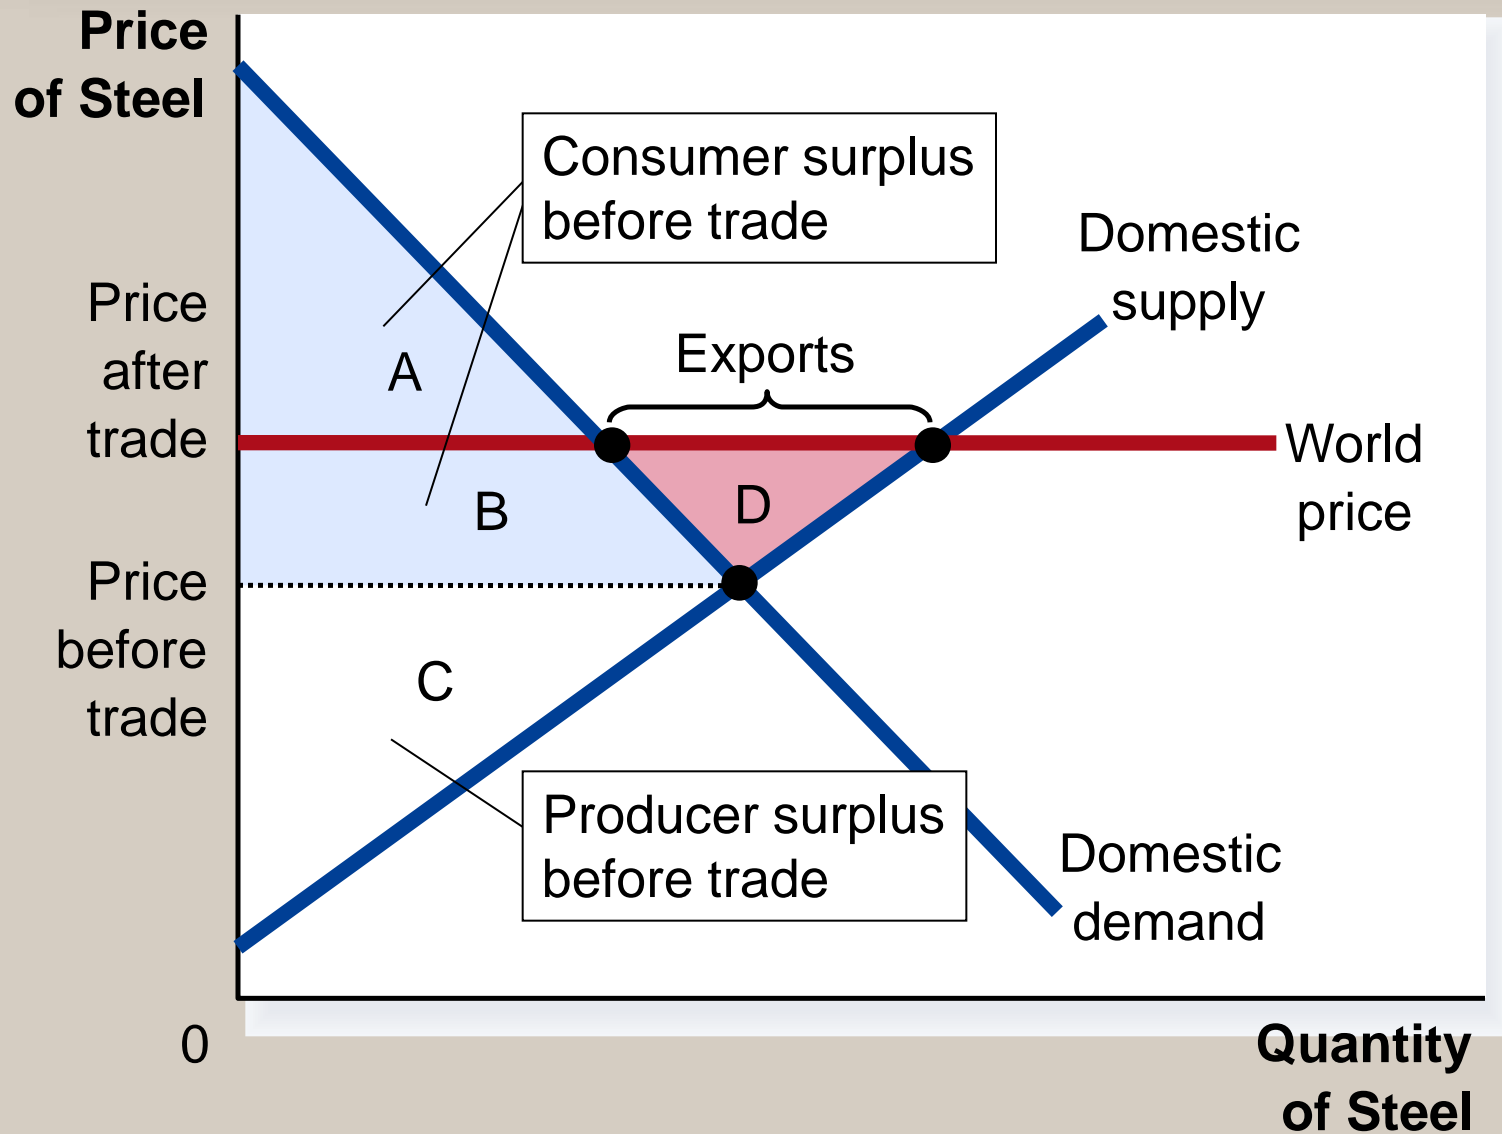 Price
of Steel
Consumer surplus
before trade
Domestic
supply
Price
after
trade
A
Exports
World
price
B
D
Price
before
trade
C
Producer surplus
before trade
Domestic
demand
0
Quantity
of Steel